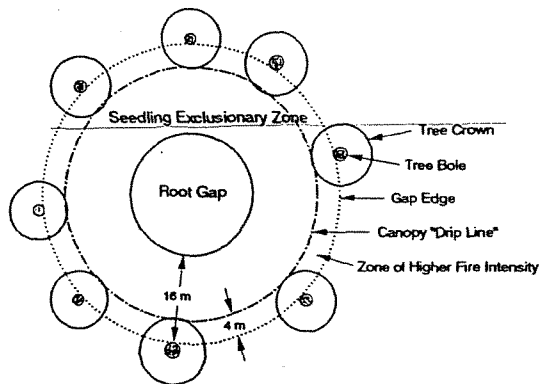 Seedling Exclusionary Zone
Tree Crown
Tree Bole
Root Gap
Gap Edge
Canopy "Drip Line"
Zone of Higher Fire Intensity
16 m
4 m